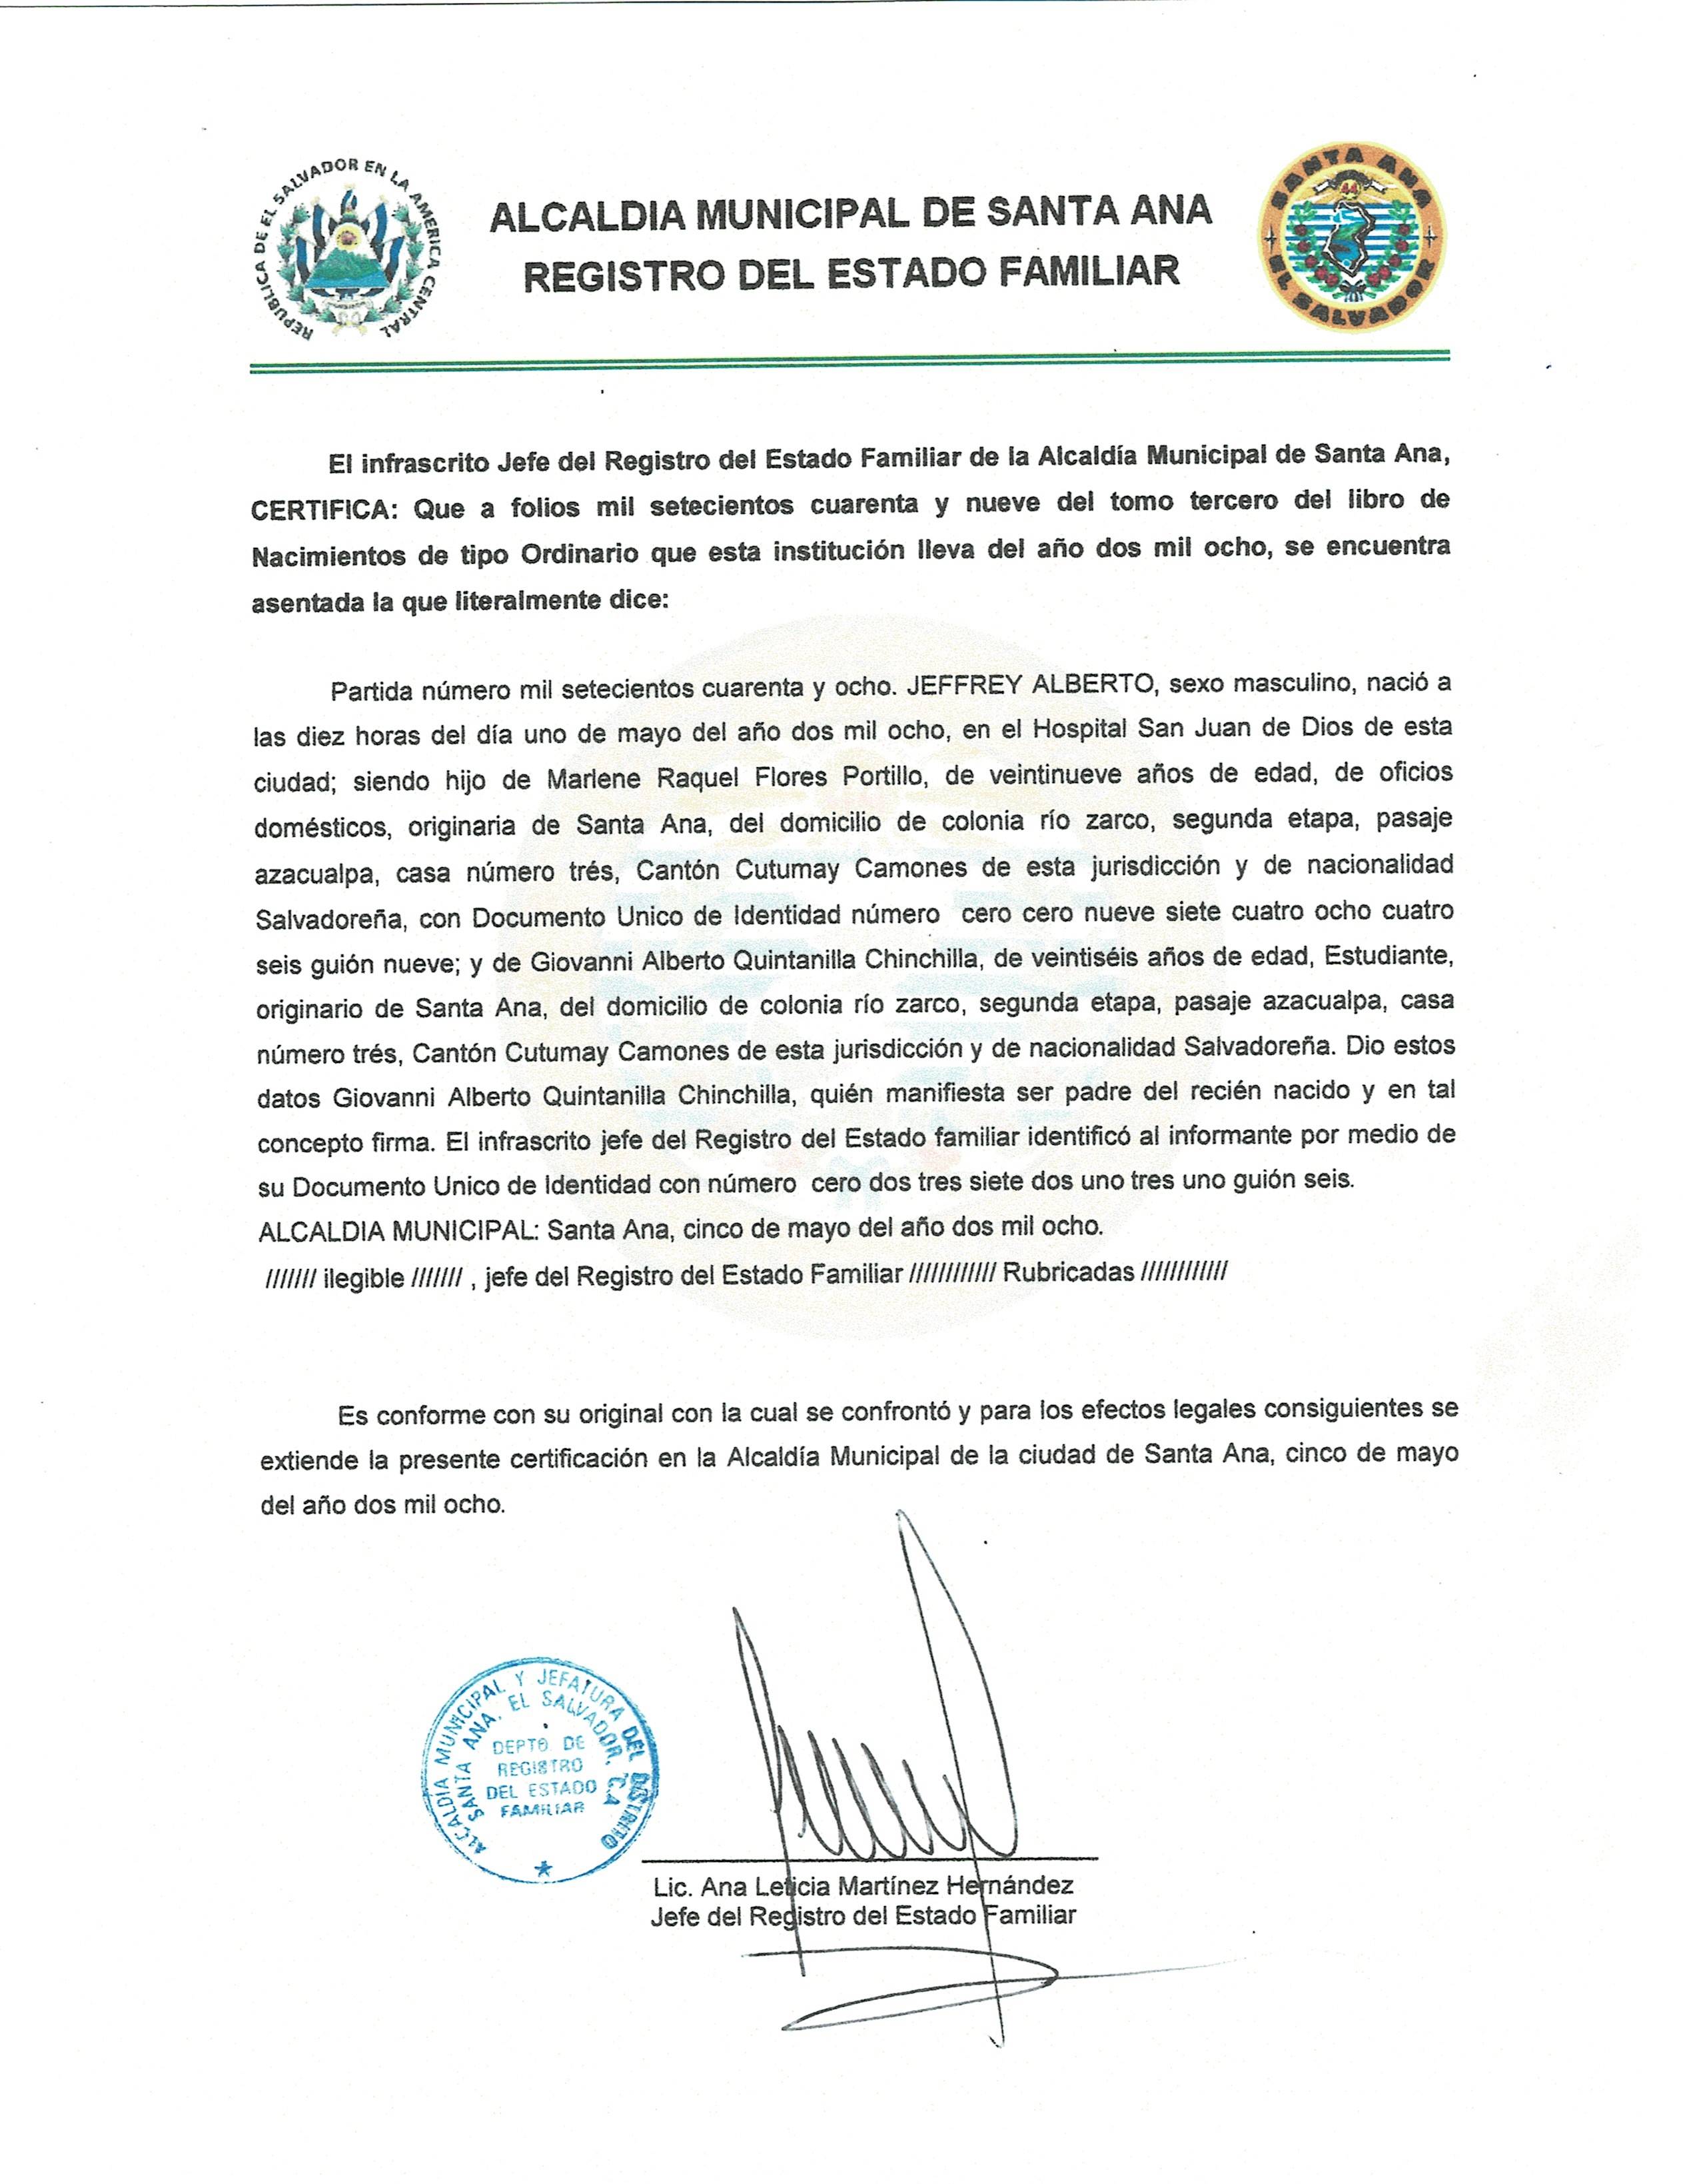 REPUBLICA DE EL SALVADOR EN LA AMERICA CENTRAL
ALCALDIA MUNICIPAL DE SANTA ANA
REGISTRO DEL ESTADO FAMILIAR
SANTA ANA
44
EL SALVADOR
El infrascrito Jefe del Registro del Estado Familiar de la Alcaldía Municipal de Santa Ana,
CERTIFICA: Que a folios mil setecientos cuarenta y nueve del tomo tercero del libro de
Nacimientos de tipo Ordinario que esta institución lleva del año dos mil ocho, se encuentra
asentada la que literalmente dice:
Partida número mil setecientos cuarenta y ocho. JEFFREY ALBERTO, sexo masculino, nació a
las diez horas del día uno de mayo del año dos mil ocho, en el Hospital San Juan de Dios de esta
ciudad; siendo hijo de Marlene Raquel Flores Portillo, de veintinueve años de edad, de oficios
domésticos, originaria de Santa Ana, del domicilio de colonia río zarco, segunda etapa, pasaje
azacualpa, casa número trés, Cantón Cutumay Camones de esta jurisdicción y de nacionalidad
Salvadoreña, con Documento Unico de Identidad número cero cero nueve siete cuatro ocho cuatro
seis guión nueve; y de Giovanni Alberto Quintanilla Chinchilla, de veintiséis años de edad, Estudiante,
originario de Santa Ana, del domicilio de colonia río zarco, segunda etapa, pasaje azacualpa, casa
número trés, Cantón Cutumay Camones de esta jurisdicción y de nacionalidad Salvadoreña. Dio estos
datos Giovanni Alberto Quintanilla Chinchilla, quién manifiesta ser padre del recién nacido y en tal
concepto firma. El infrascrito jefe del Registro del Estado familiar identificó al informante por medio de
su Documento Unico de Identidad con número cero dos tres siete dos uno tres uno guión seis.
ALCALDIA MUNICIPAL: Santa Ana, cinco de mayo del año dos mil ocho.
/////// ilegible /////// , jefe del Registro del Estado Familiar //////////// Rubricadas ////////////
Es conforme con su original con la cual se confrontó y para los efectos legales consiguientes se
extiende la presente certificación en la Alcaldía Municipal de la ciudad de Santa Ana, cinco de mayo
del año dos mil ocho.
ALCALDÍA MUNICIPAL Y JEFATURA DEL DISTRITO
SANTA ANA. EL SALVADOR. C.A
DEPTO DE
REGISTRO
DEL ESTADO
FAMILIAR
Lic. Ana Leticia Martínez Hernández
Jefe del Registro del Estado Familiar